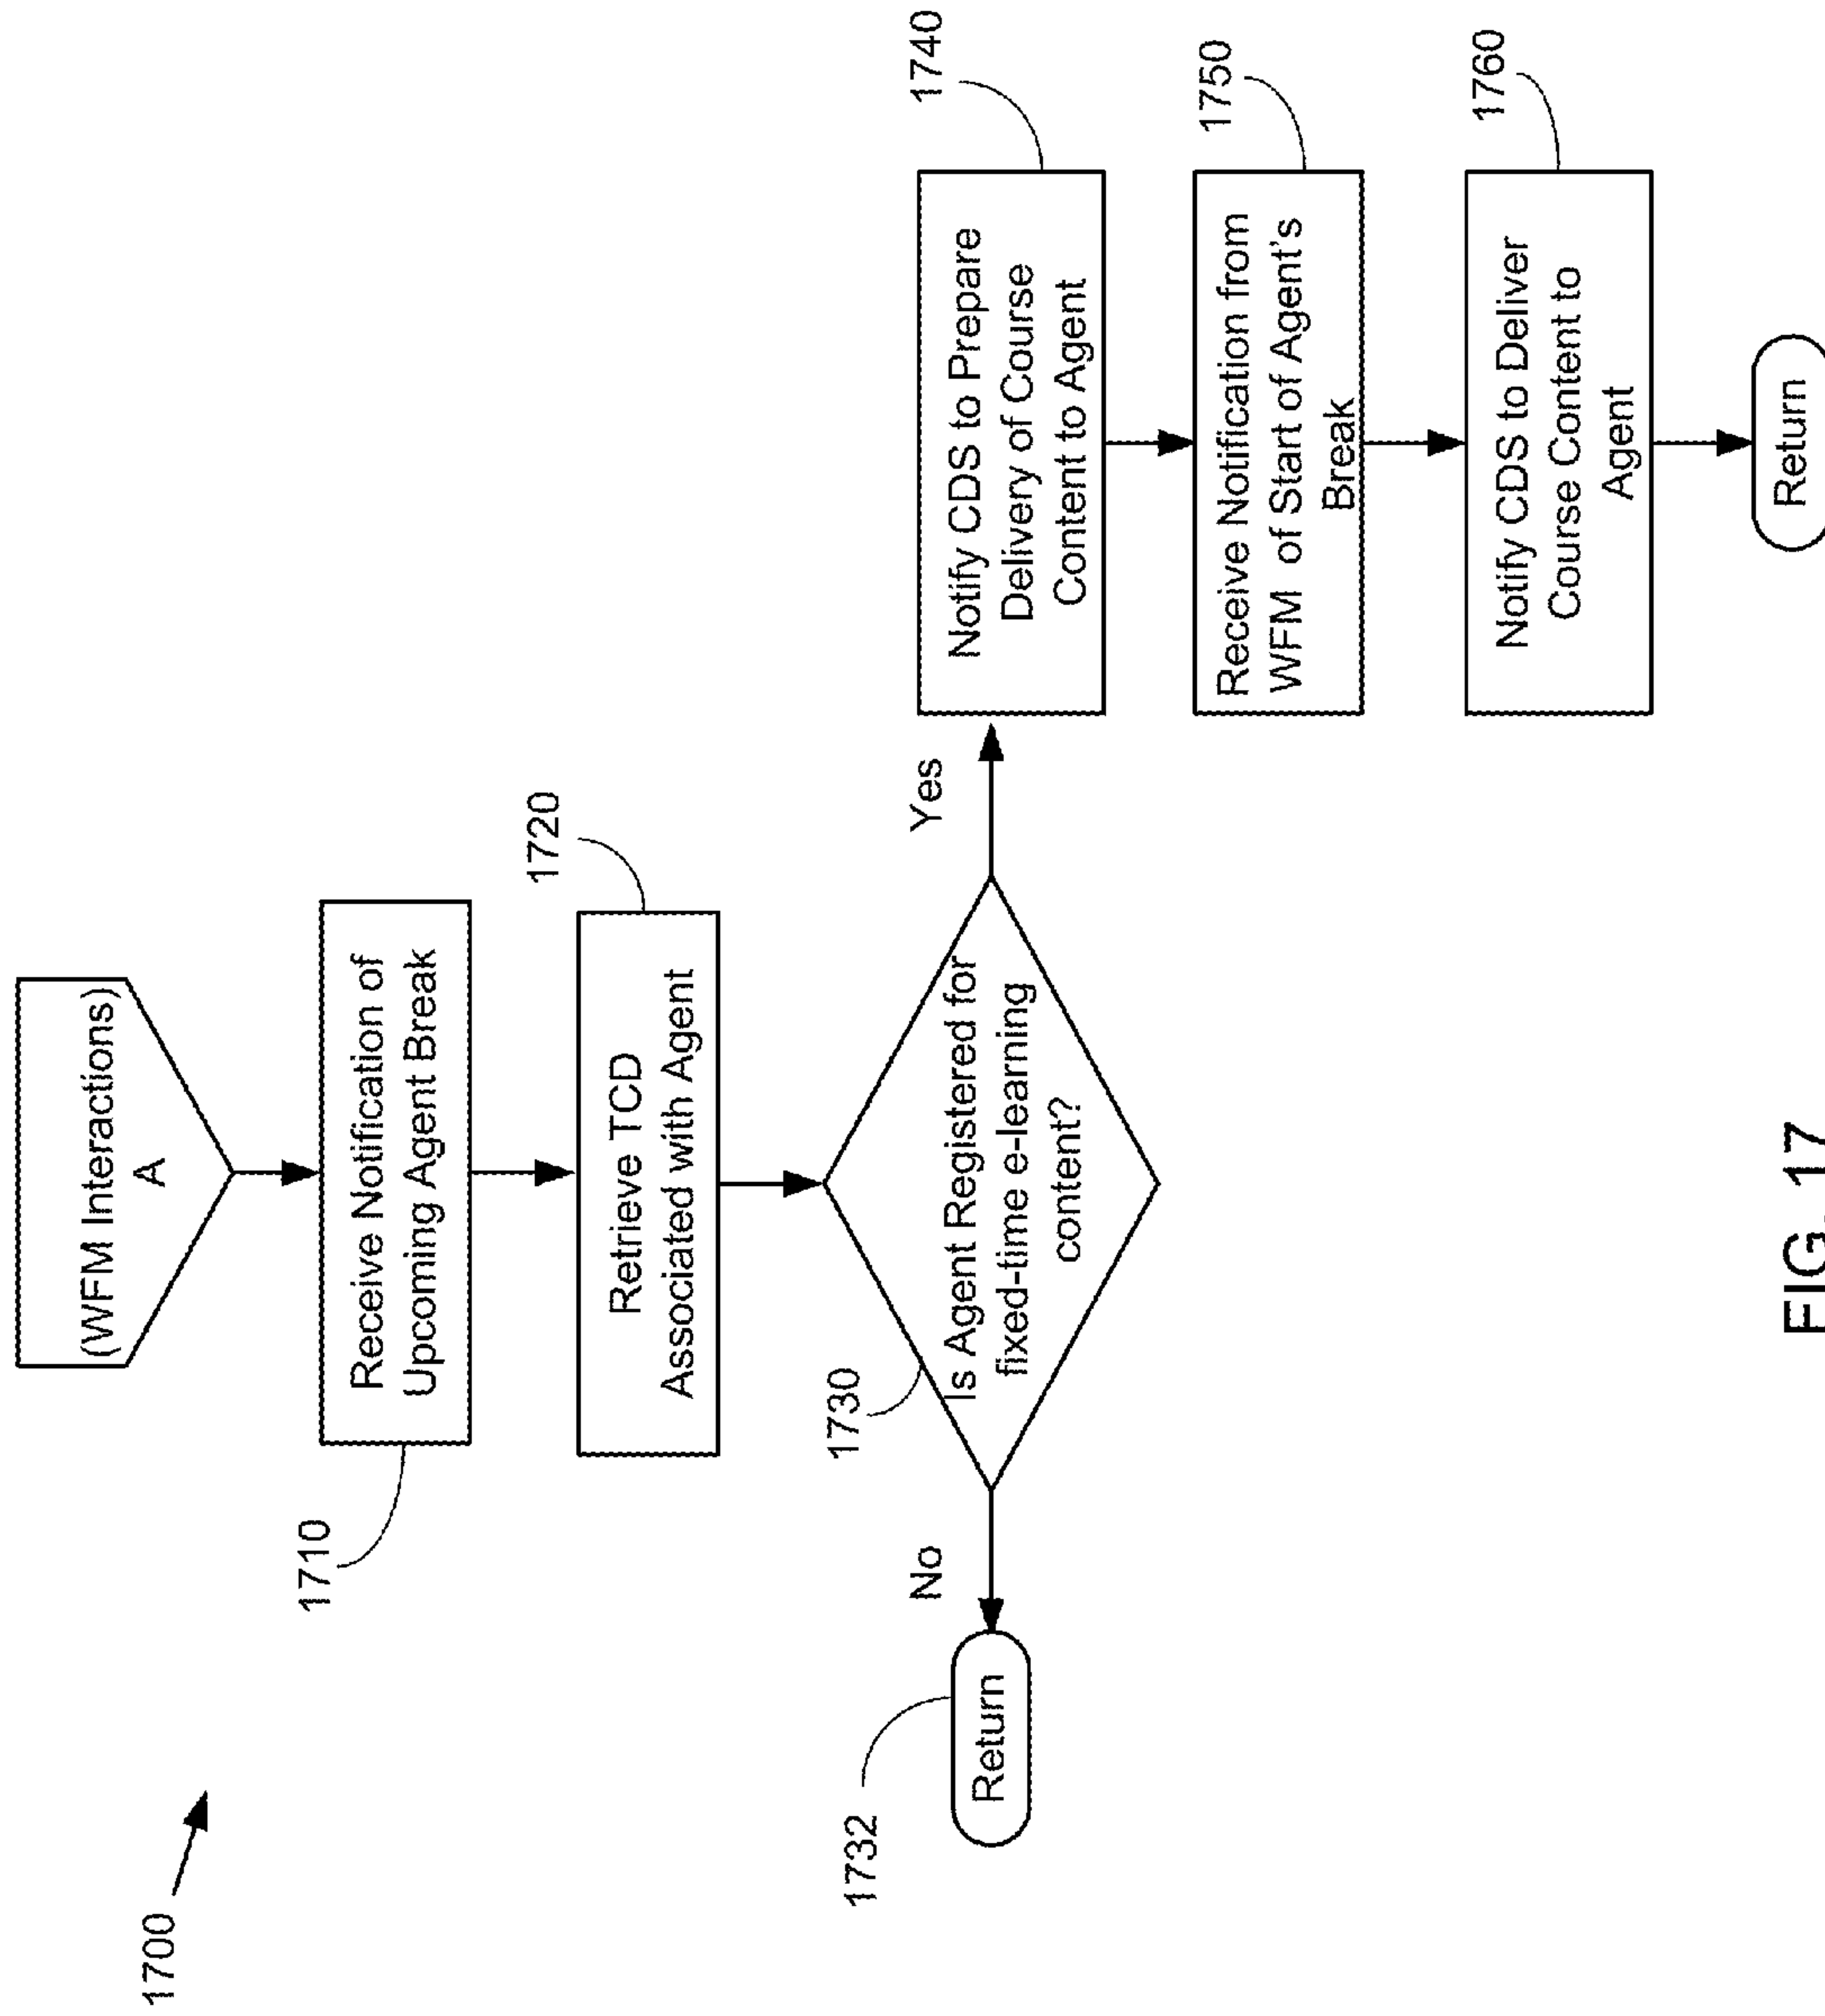 1700
(WFM Interactions)
A
1710
Receive Notification of
Upcoming Agent Break
1720
Retrieve TCD
Associated with Agent
1730
Is Agent Registered for
fixed-time e-learning
content?
No
1732
Return
Yes
1740
Notify CDS to Prepare
Delivery of Course
Content to Agent
1750
Receive Notification from
WFM of Start of Agent's
Break
1760
Notify CDS to Deliver
Course Content to
Agent
Return
FIG. 17